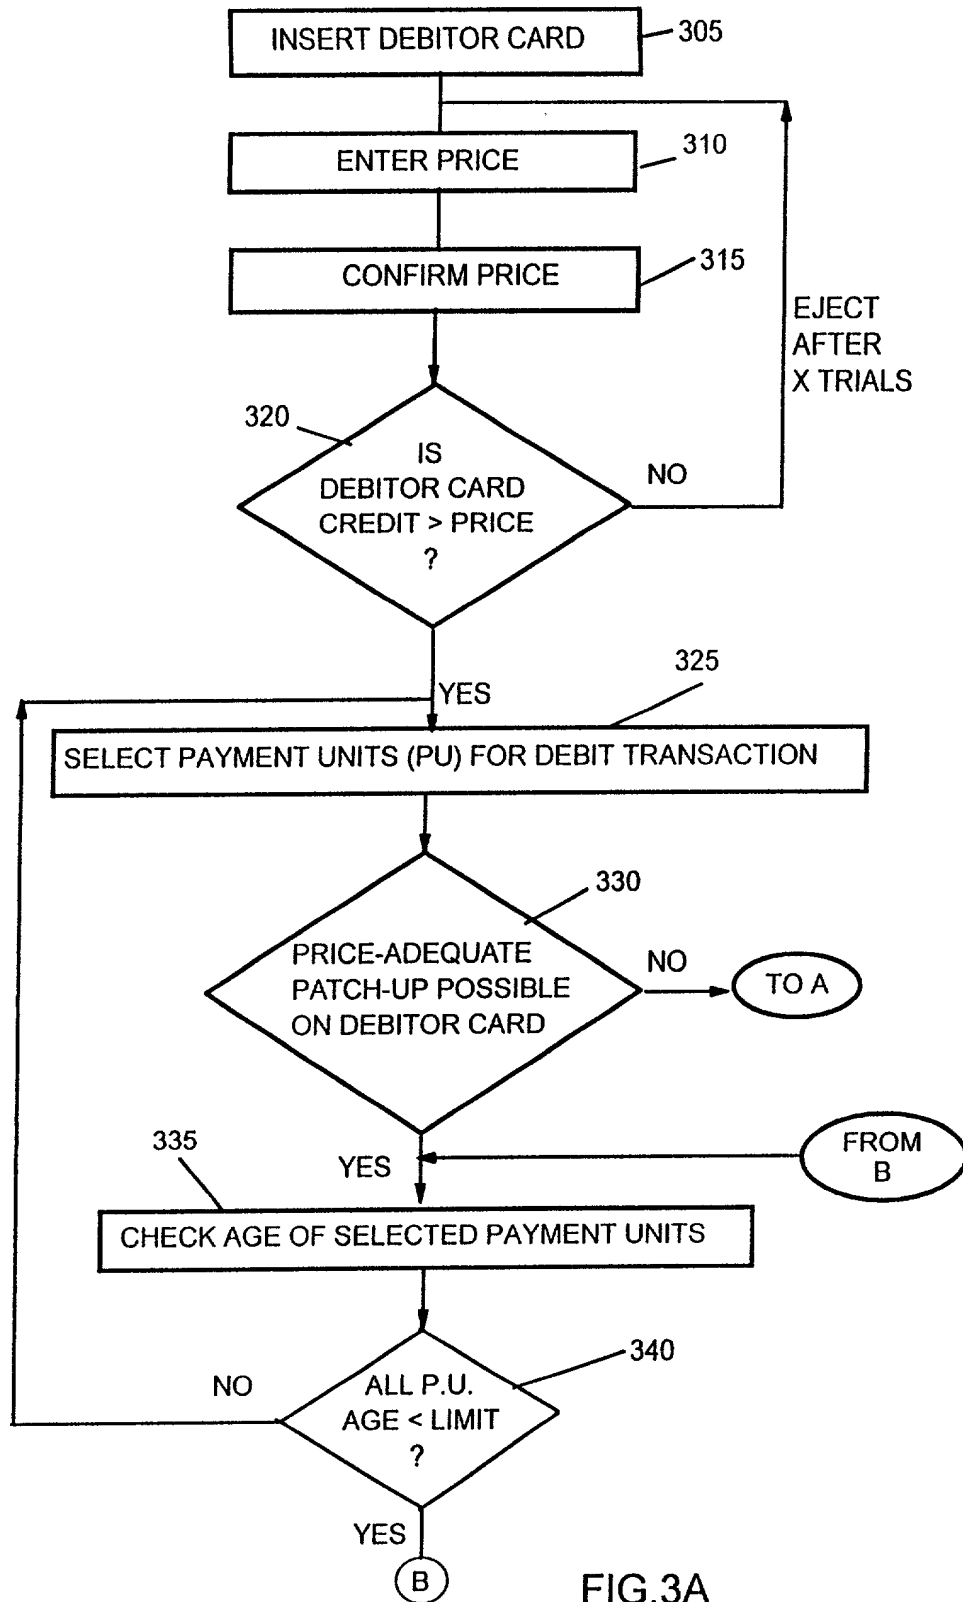 INSERT DEBITOR CARD
305
ENTER PRICE
310
CONFIRM PRICE
315
EJECT
AFTER
X TRIALS
320
IS
DEBITOR CARD
CREDIT > PRICE
?
NO
YES
325
SELECT PAYMENT UNITS (PU) FOR DEBIT TRANSACTION
330
PRICE-ADEQUATE
PATCH-UP POSSIBLE
ON DEBITOR CARD
NO
TO A
335
YES
FROM
B
CHECK AGE OF SELECTED PAYMENT UNITS
340
NO
ALL P.U.
AGE < LIMIT
?
YES
B
FIG.3A